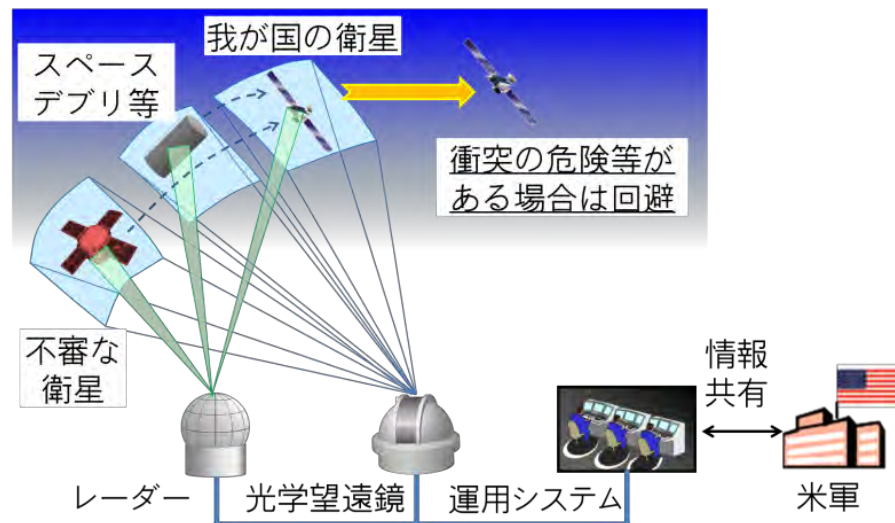 我が国の衛星
スペース
デブリ等
衝突の危険等が
ある場合は回避
不審な
衛星
情報
共有
レーダー
光学望遠鏡
運用システム
米軍